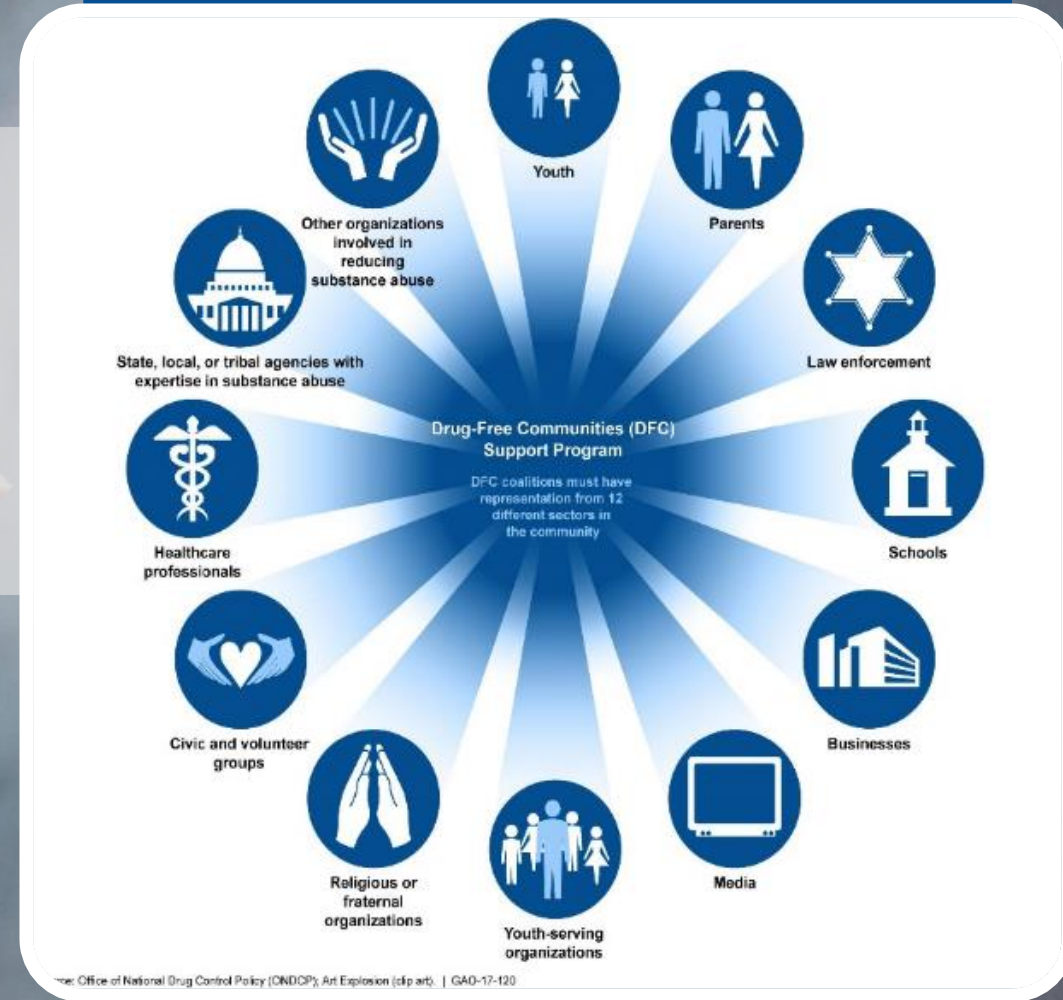 Youth
Parents
Law enforcement
Schools
Businesses
Media
Youth-serving
organizations
Religious or
fraternal
organizations
Civic and volunteer
groups
Healthcare
professionals
State, local, or tribal agencies with
expertise in substance abuse
Other organizations
involved in
reducing
substance abuse
Drug-Free Communities (DFC)
Support Program
DFC coalitions must have
representation from 12
different sectors in
the community
Office of National Drug Control Policy (ONDCP); Art Explosion (clip art). | GAO-17-120